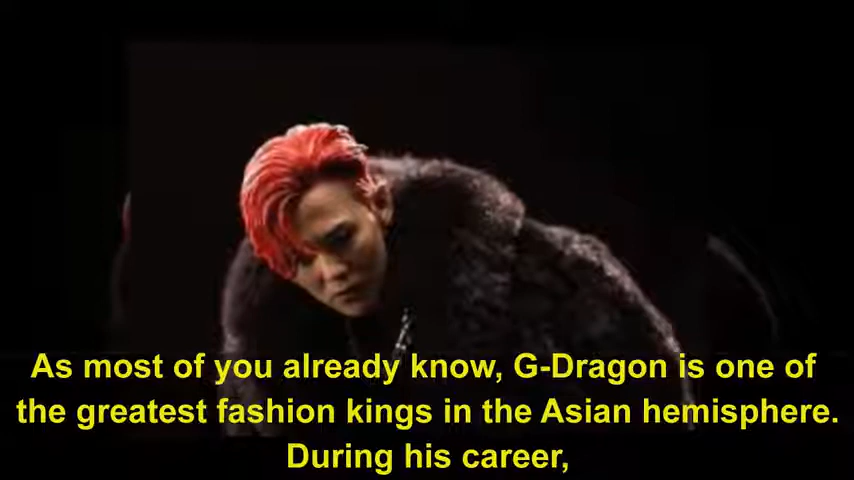 As most of you already know, G-Dragon is one of
the greatest fashion kings in the Asian hemisphere.
During his career,